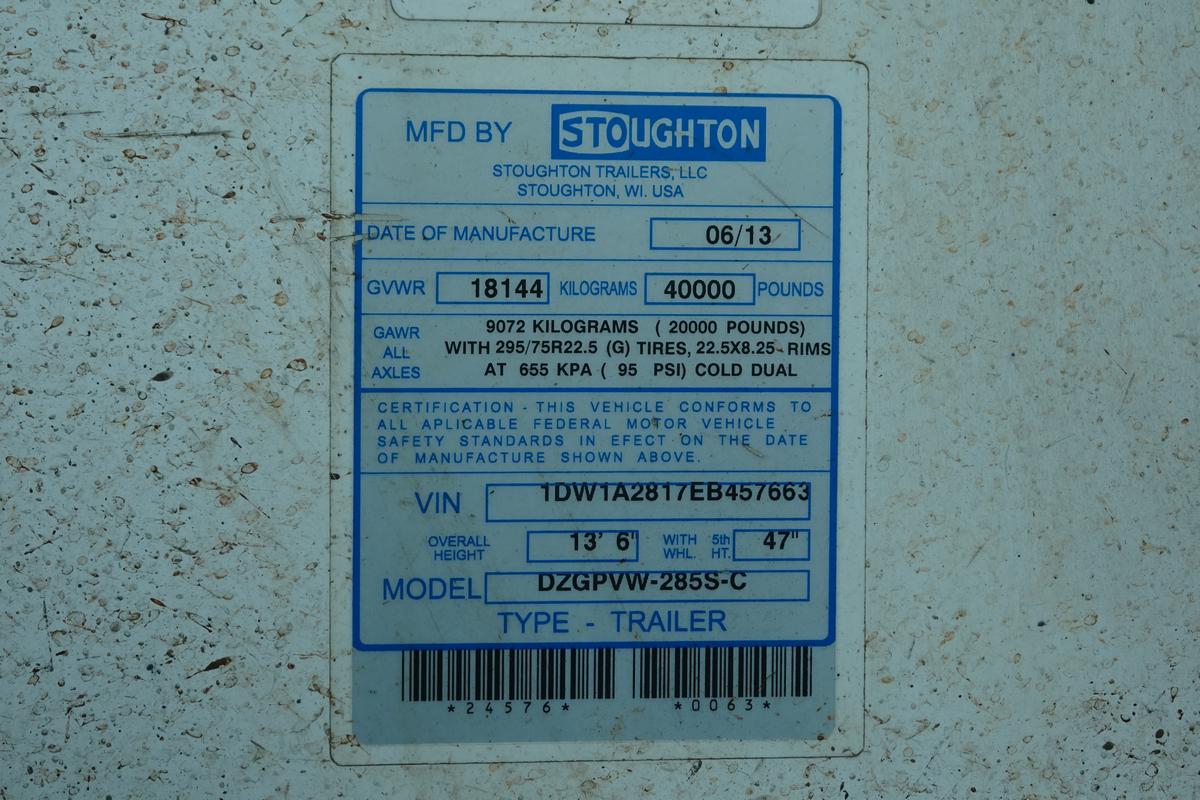 MFD BY STOUGHTON
STOUGHTON TRAILERS, LLC
STOUGHTON, WI. USA
DATE OF MANUFACTURE 06/13
GVWR 18144 KILOGRAMS 40000 POUNDS
GAWR ALL AXLES
9072 KILOGRAMS ( 20000 POUNDS)
WITH 295/75R22.5 (G) TIRES, 22.5X8.25 - RIMS
AT 655 KPA ( 95 PSI) COLD DUAL
CERTIFICATION - THIS VEHICLE CONFORMS TO
ALL APLICABLE FEDERAL MOTOR VEHICLE
SAFETY STANDARDS IN EFECT ON THE DATE
OF MANUFACTURE SHOWN ABOVE.
VIN 1DW1A2817EB457663
OVERALL HEIGHT 13' 6" WITH 5th WHL. HT. 47"
MODEL DZGPVW-285S-C
TYPE - TRAILER
*24576* *0063*